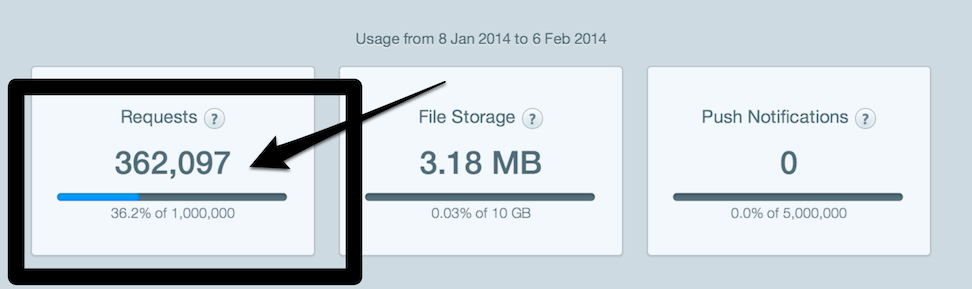 Usage from 8 Jan 2014 to 6 Feb 2014
Requests ?
362,097
36.2% of 1,000,000
File Storage ?
3.18 MB
0.03% of 10 GB
Push Notifications ?
0
0.0% of 5,000,000